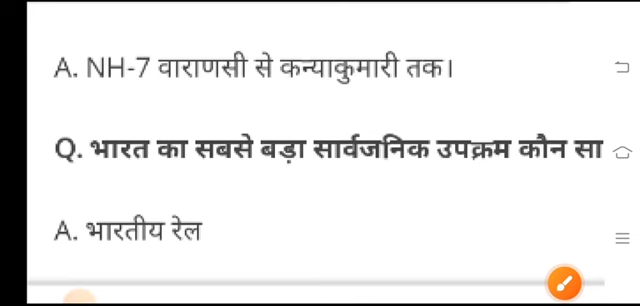 A. NH-7 वाराणसी से कन्याकुमारी तक।
Q. भारत का सबसे बड़ा सार्वजनिक उपक्रम कौन सा
A. भारतीय रेल